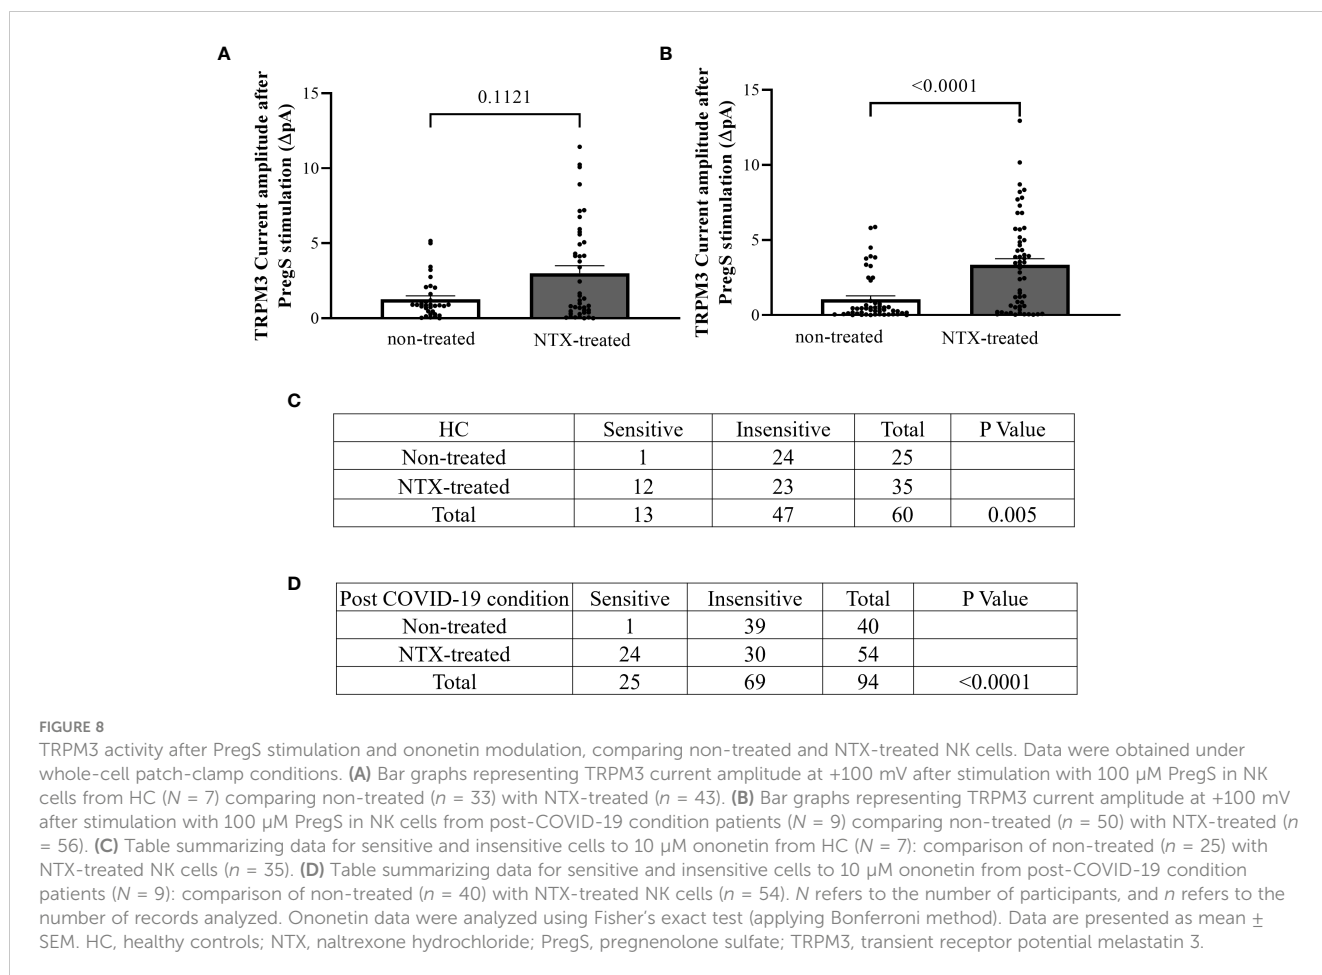 A
B
TRPM3 Current amplitude after
PregS stimulation (ΔpA)
15
10
5
0
0.1121
non-treated
NTX-treated
TRPM3 Current amplitude after
PregS stimulation (ΔpA)
15
10
5
0
<0.0001
non-treated
NTX-treated
C
HC Sensitive Insensitive Total P Value
Non-treated 1 24 25
NTX-treated 12 23 35
Total 13 47 60 0.005
D
Post COVID-19 condition Sensitive Insensitive Total P Value
Non-treated 1 39 40
NTX-treated 24 30 54
Total 25 69 94 <0.0001
FIGURE 8
TRPM3 activity after PregS stimulation and ononetin modulation, comparing non-treated and NTX-treated NK cells. Data were obtained under
whole-cell patch-clamp conditions. (A) Bar graphs representing TRPM3 current amplitude at +100 mV after stimulation with 100 µM PregS in NK
cells from HC (N = 7) comparing non-treated (n = 33) with NTX-treated (n = 43). (B) Bar graphs representing TRPM3 current amplitude at +100 mV
after stimulation with 100 µM PregS in NK cells from post-COVID-19 condition patients (N = 9) comparing non-treated (n = 50) with NTX-treated (n
= 56). (C) Table summarizing data for sensitive and insensitive cells to 10 µM ononetin from HC (N = 7): comparison of non-treated (n = 25) with
NTX-treated NK cells (n = 35). (D) Table summarizing data for sensitive and insensitive cells to 10 µM ononetin from post-COVID-19 condition
patients (N = 9): comparison of non-treated (n = 40) with NTX-treated NK cells (n = 54). N refers to the number of participants, and n refers to the
number of records analyzed. Ononetin data were analyzed using Fisher's exact test (applying Bonferroni method). Data are presented as mean ±
SEM. HC, healthy controls; NTX, naltrexone hydrochloride; PregS, pregnenolone sulfate; TRPM3, transient receptor potential melastatin 3.